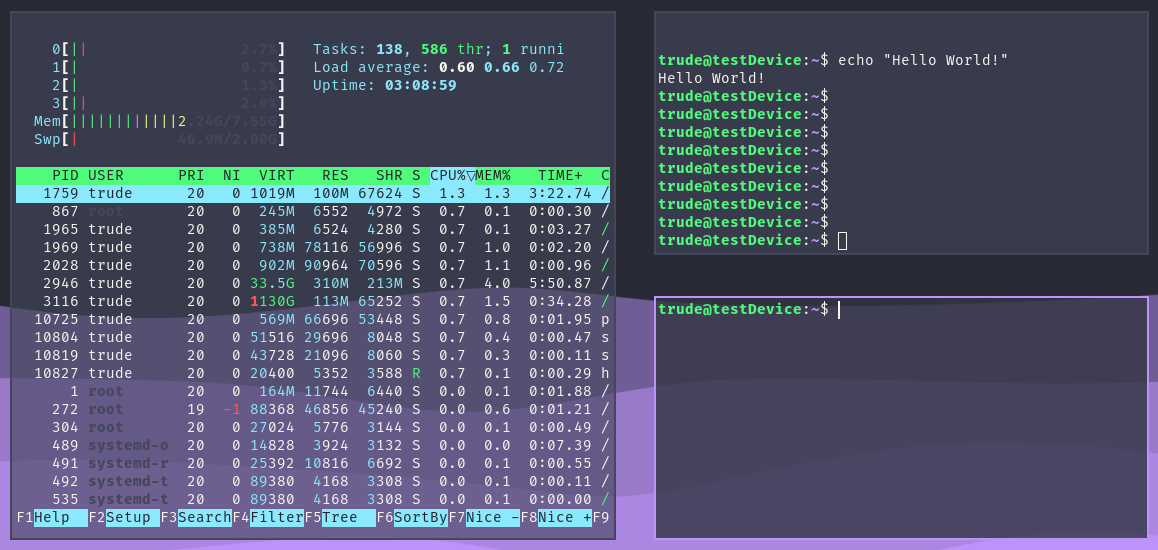 0[|| 2.7%] Tasks: 138, 586 thr; 1 runni
1[| 0.7%] Load average: 0.60 0.66 0.72
2[| 1.3%] Uptime: 03:08:59
3[|| 2.0%]
Mem[||||||||||||2.24G/7.55G]
Swp[| 46.9M/2.00G]
PID USER PRI NI VIRT RES SHR S CPU%▽MEM% TIME+ C
1759 trude 20 0 1019M 100M 67624 S 1.3 1.3 3:22.74 /
867 root 20 0 245M 6552 4972 S 0.7 0.1 0:00.30 /
1965 trude 20 0 385M 6524 4280 S 0.7 0.1 0:03.27 /
1969 trude 20 0 738M 78116 56996 S 0.7 1.0 0:02.20 /
2028 trude 20 0 902M 90964 70596 S 0.7 1.1 0:00.96 /
2946 trude 20 0 33.5G 310M 213M S 0.7 4.0 5:50.87 /
3116 trude 20 0 1130G 113M 65252 S 0.7 1.5 0:34.28 /
10725 trude 20 0 569M 66696 53448 S 0.7 0.8 0:01.95 p
10804 trude 20 0 51516 29696 8048 S 0.7 0.4 0:00.47 s
10819 trude 20 0 43728 21096 8060 S 0.7 0.3 0:00.11 s
10827 trude 20 0 20400 5352 3588 R 0.7 0.1 0:00.29 h
1 root 20 0 164M 11744 6440 S 0.0 0.1 0:01.88 /
272 root 19 -1 88368 46856 45240 S 0.0 0.6 0:01.21 /
304 root 20 0 27024 5776 3144 S 0.0 0.1 0:00.49 /
489 systemd-o 20 0 14828 3924 3132 S 0.0 0.0 0:07.39 /
491 systemd-r 20 0 25392 10816 6692 S 0.0 0.1 0:00.55 /
492 systemd-t 20 0 89380 4168 3308 S 0.0 0.1 0:00.11 /
535 systemd-t 20 0 89380 4168 3308 S 0.0 0.1 0:00.00 /
F1Help F2Setup F3SearchF4FilterF5Tree F6SortByF7Nice -F8Nice +F9
trude@testDevice:~$ echo "Hello World!"
Hello World!
trude@testDevice:~$
trude@testDevice:~$
trude@testDevice:~$
trude@testDevice:~$
trude@testDevice:~$
trude@testDevice:~$
trude@testDevice:~$
trude@testDevice:~$
trude@testDevice:~$
trude@testDevice:~$